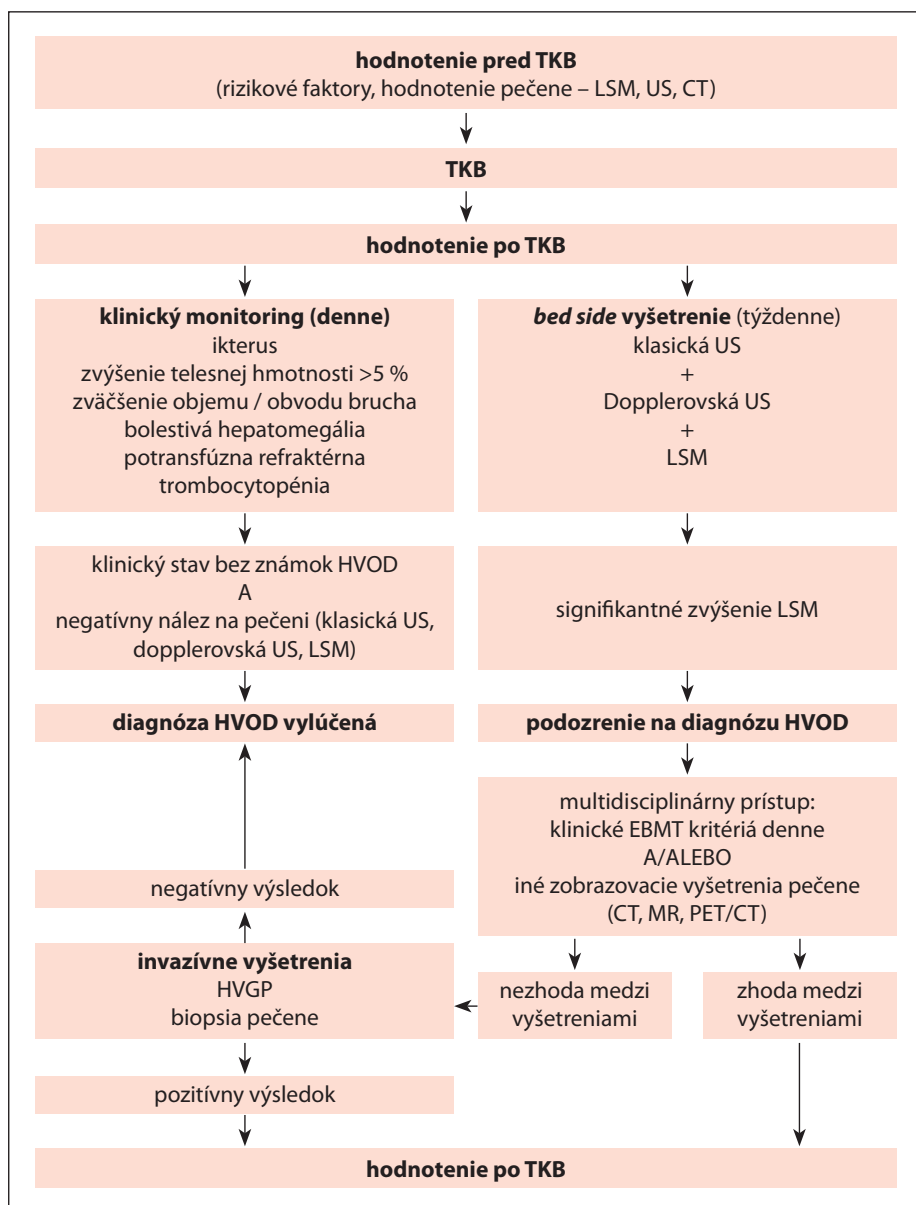 hodnotenie pred TKB
(rizikové faktory, hodnotenie pečene – LSM, US, CT)
TKB
hodnotenie po TKB
klinický monitoring (denne)
ikterus
zvýšenie telesnej hmotnosti >5 %
zväčšenie objemu / obvodu brucha
bolestivá hepatomegália
potransfúzna refraktérna
trombocytopénia
bed side vyšetrenie (týždenne)
klasická US
+
Dopplerovská US
+
LSM
klinický stav bez známok HVOD
A
negatívny nález na pečeni (klasická US,
dopplerovská US, LSM)
signifikantné zvýšenie LSM
diagnóza HVOD vylúčená
podozrenie na diagnózu HVOD
multidisciplinárny prístup:
klinické EBMT kritériá denne
A/ALEBO
iné zobrazovacie vyšetrenia pečene
(CT, MR, PET/CT)
negatívny výsledok
invazívne vyšetrenia
HVGP
biopsia pečene
nezhoda medzi
vyšetreniami
zhoda medzi
vyšetreniami
pozitívny výsledok
hodnotenie po TKB